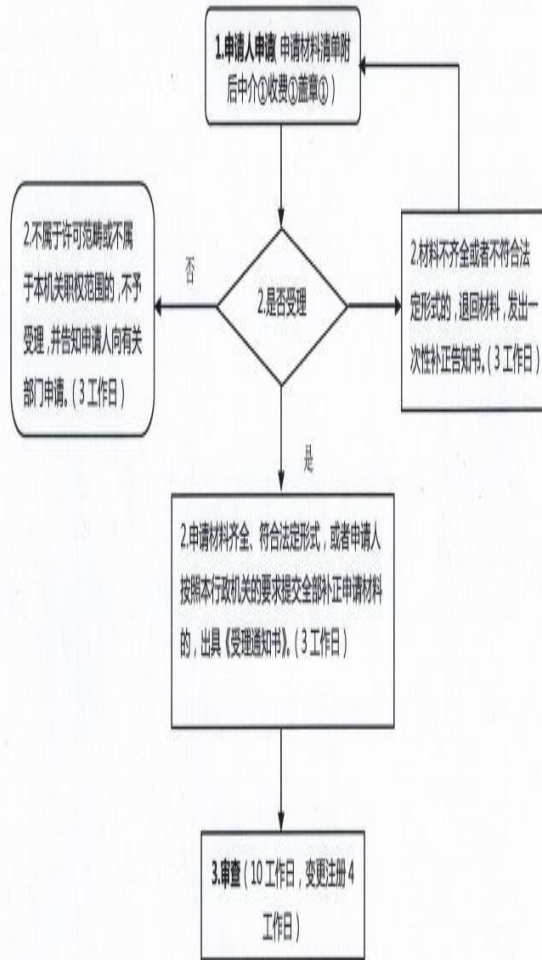 1.申请人申请(申请材料清单附
后中介①收费①盖章①)
2.不属于许可范畴或不属
于本机关职权范围的,不予
受理,并告知申请人向有关
部门申请。(3工作日)
否
2.是否受理
2.材料不齐全或者不符合法
定形式的,退回材料,发出一
次性补正告知书。(3工作日)
是
2.申请材料齐全、符合法定形式,或者申请人
按照本行政机关的要求提交全部补正申请材料
的,出具《受理通知书》。(3工作日)
3.审查(10工作日,变更注册4
工作日)